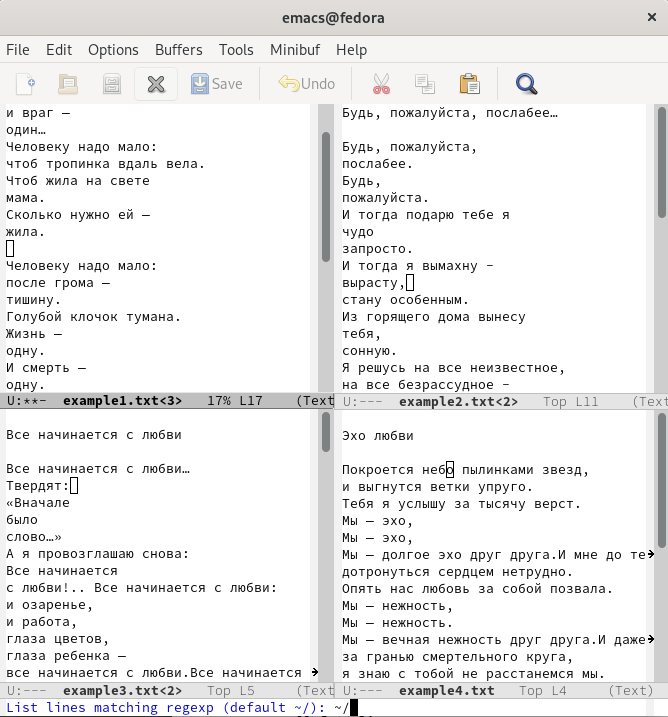 emacs@fedora
File Edit Options Buffers Tools Minibuf Help
Save Undo
и враг —
один…
Человеку надо мало:
чтоб тропинка вдаль вела.
Чтоб жила на свете
мама.
Сколько нужно ей —
жила.
Человеку надо мало:
после грома —
тишину.
Голубой клочок тумана.
Жизнь —
одну.
И смерть —
одну.
U:**- example1.txt<3> 17% L17 (Text
Будь, пожалуйста, послабее…
Будь, пожалуйста,
послабее.
Будь,
пожалуйста.
И тогда подарю тебе я
чудо
запросто.
И тогда я вымахну –
вырасту,
стану особенным.
Из горящего дома вынесу
тебя,
сонную.
Я решусь на все неизвестное,
на все безрассудное –
U:--- example2.txt<2> Top L11 (Text
Все начинается с любви
Все начинается с любви…
Твердят:
«Вначале
было
слово…»
А я провозглашаю снова:
Все начинается
с любви!.. Все начинается с любви:
и озаренье,
и работа,
глаза цветов,
глаза ребенка —
все начинается с любви.Все начинается
U:--- example3.txt<2> Top L5 (Text
Эхо любви
Покроется небо пылинками звезд,
и выгнутся ветки упруго.
Тебя я услышу за тысячу верст.
Мы — эхо,
Мы — эхо,
Мы — долгое эхо друг друга.И мне до те
дотронуться сердцем нетрудно.
Опять нас любовь за собой позвала.
Мы — нежность,
Мы — нежность.
Мы — вечная нежность друг друга.И даже
за гранью смертельного круга,
я знаю с тобой не расстанемся мы.
U:--- example4.txt Top L4 (Text
List lines matching regexp (default ~/): ~/